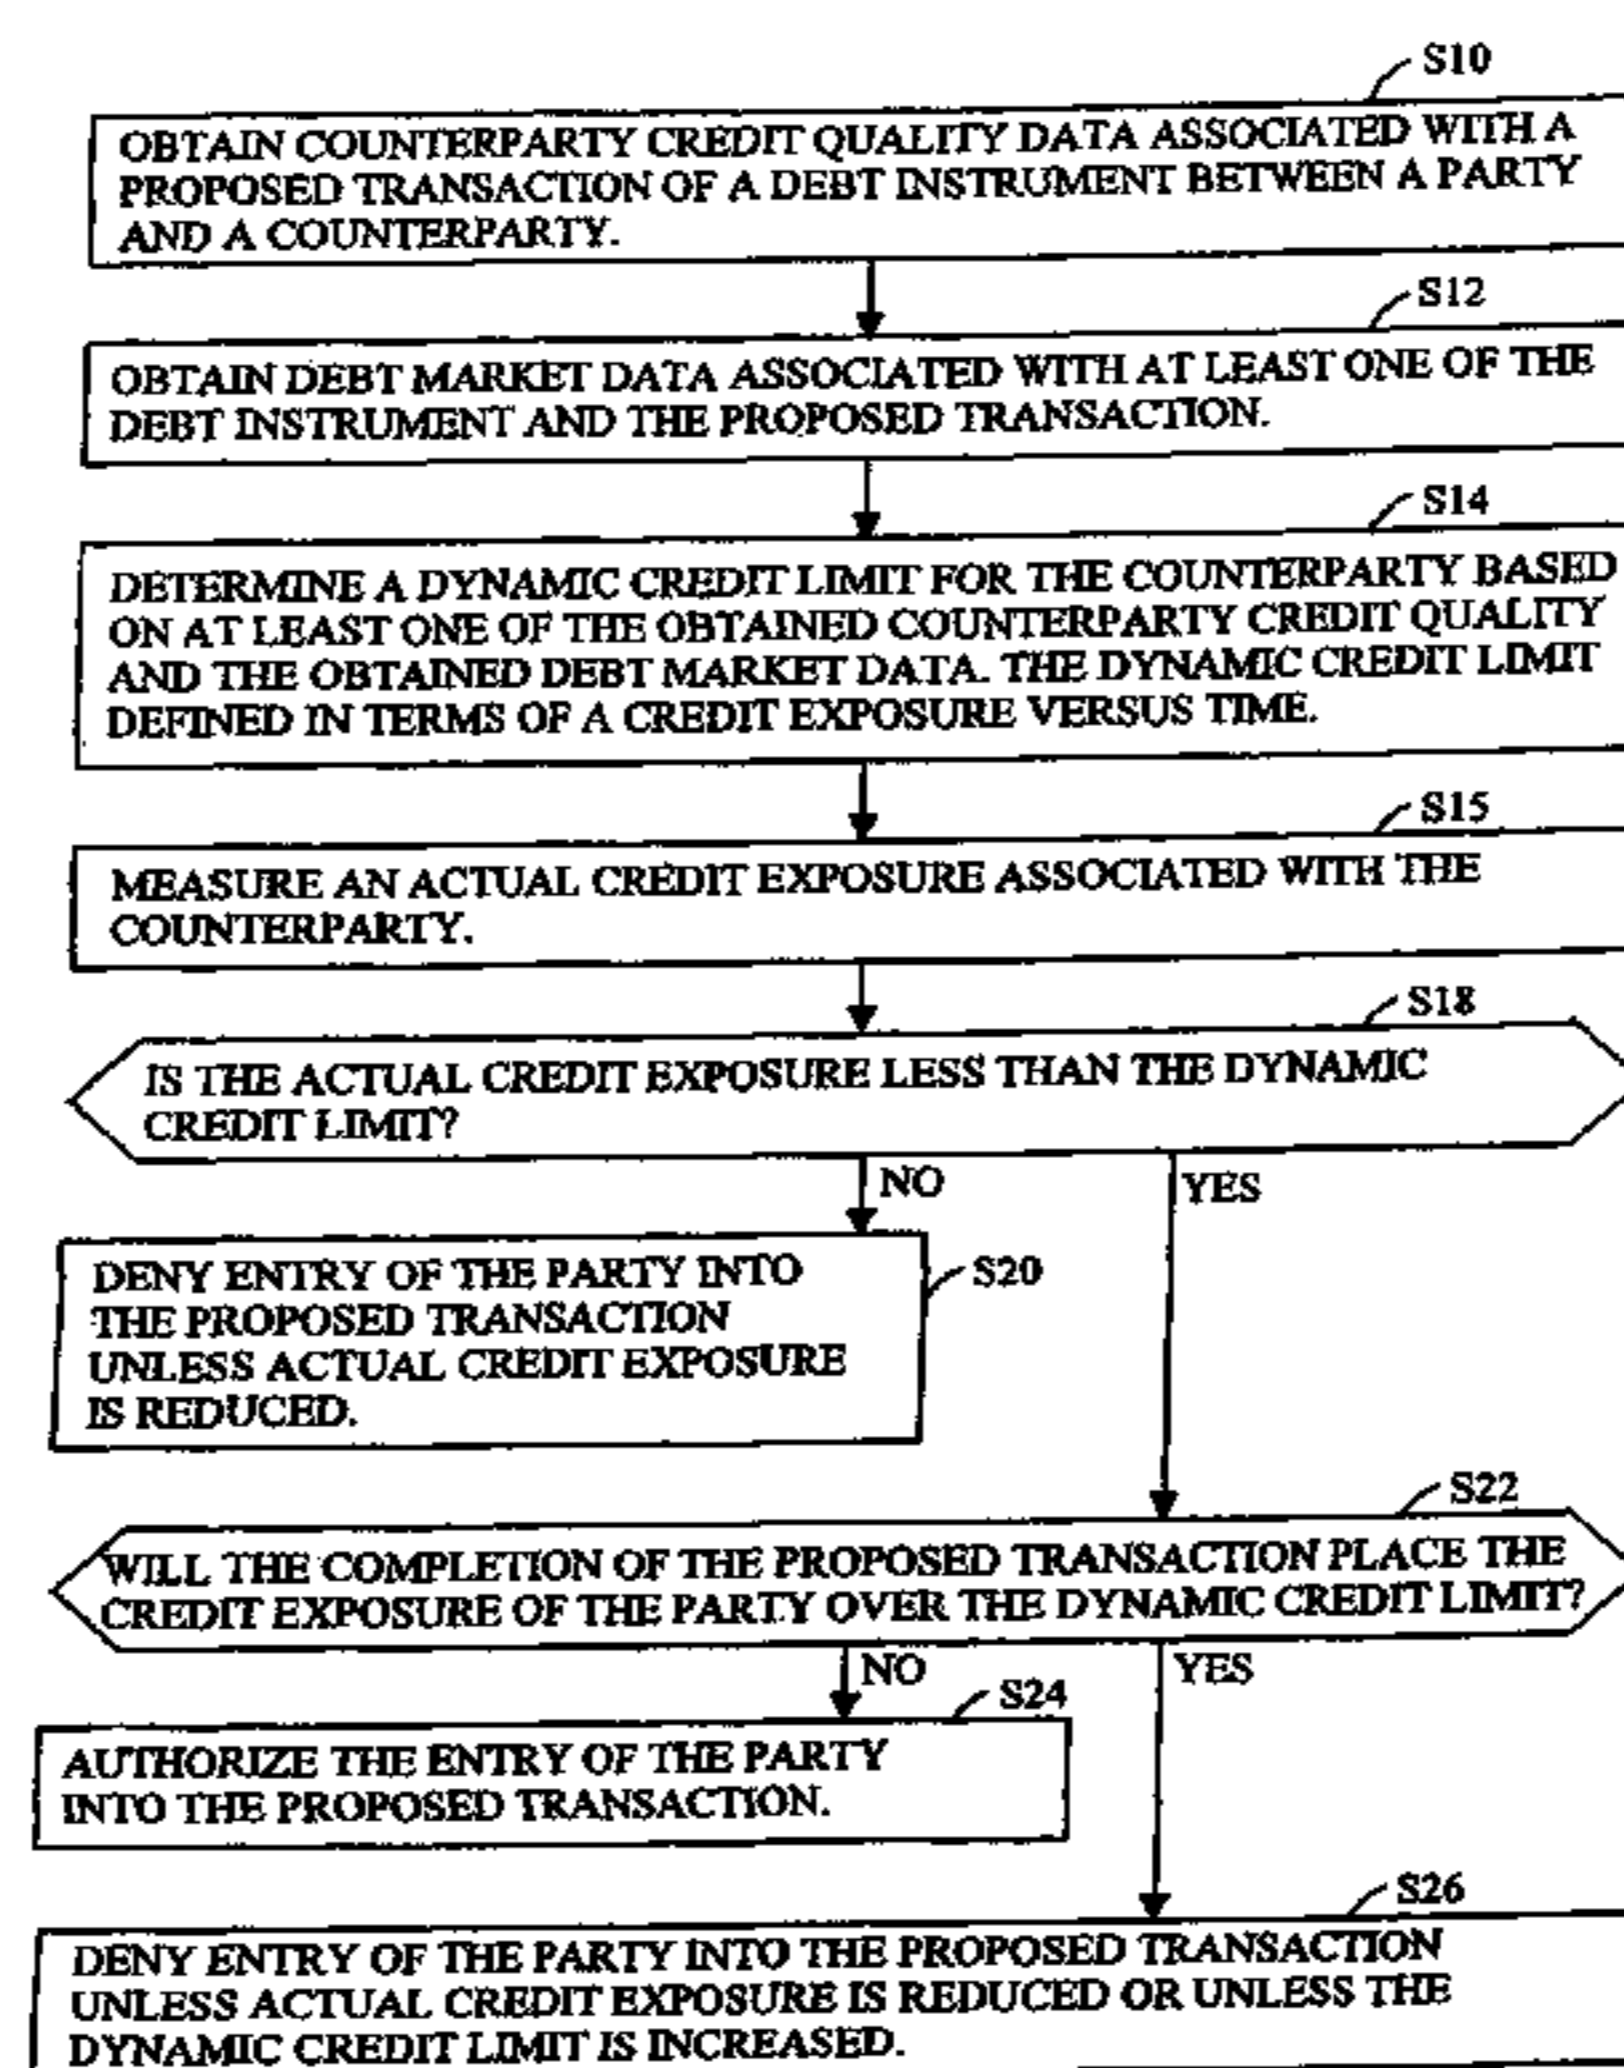 S10
OBTAIN COUNTERPARTY CREDIT QUALITY DATA ASSOCIATED WITH A
PROPOSED TRANSACTION OF A DEBT INSTRUMENT BETWEEN A PARTY
AND A COUNTERPARTY.
S12
OBTAIN DEBT MARKET DATA ASSOCIATED WITH AT LEAST ONE OF THE
DEBT INSTRUMENT AND THE PROPOSED TRANSACTION.
S14
DETERMINE A DYNAMIC CREDIT LIMIT FOR THE COUNTERPARTY BASED
ON AT LEAST ONE OF THE OBTAINED COUNTERPARTY CREDIT QUALITY
AND THE OBTAINED DEBT MARKET DATA. THE DYNAMIC CREDIT LIMIT
DEFINED IN TERMS OF A CREDIT EXPOSURE VERSUS TIME.
S15
MEASURE AN ACTUAL CREDIT EXPOSURE ASSOCIATED WITH THE
COUNTERPARTY.
S18
IS THE ACTUAL CREDIT EXPOSURE LESS THAN THE DYNAMIC
CREDIT LIMIT?
NO
YES
DENY ENTRY OF THE PARTY INTO
THE PROPOSED TRANSACTION
UNLESS ACTUAL CREDIT EXPOSURE
IS REDUCED.
S20
S22
WILL THE COMPLETION OF THE PROPOSED TRANSACTION PLACE THE
CREDIT EXPOSURE OF THE PARTY OVER THE DYNAMIC CREDIT LIMIT?
NO
YES
S24
AUTHORIZE THE ENTRY OF THE PARTY
INTO THE PROPOSED TRANSACTION.
S26
DENY ENTRY OF THE PARTY INTO THE PROPOSED TRANSACTION
UNLESS ACTUAL CREDIT EXPOSURE IS REDUCED OR UNLESS THE
DYNAMIC CREDIT LIMIT IS INCREASED.